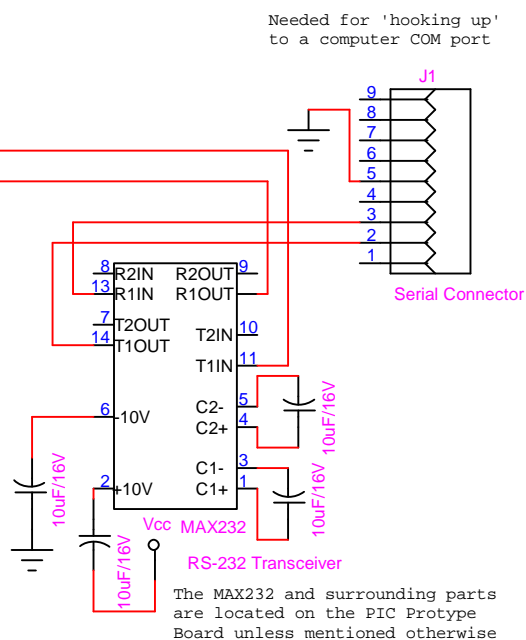 Needed for 'hooking up'
to a computer COM port
J1
9
8
7
6
5
4
3
2
1
Serial Connector
8 R2IN R2OUT 9
13 R1IN R1OUT
7 T2OUT
T2IN 10
14 T1OUT
T1IN 11
C2- 5
6 -10V
C2+ 4
10uF/16V
C1- 3
2 +10V
C1+ 1
10uF/16V
10uF/16V
10uF/16V
Vcc MAX232
RS-232 Transceiver
The MAX232 and surrounding parts
are located on the PIC Protype
Board unless mentioned otherwise